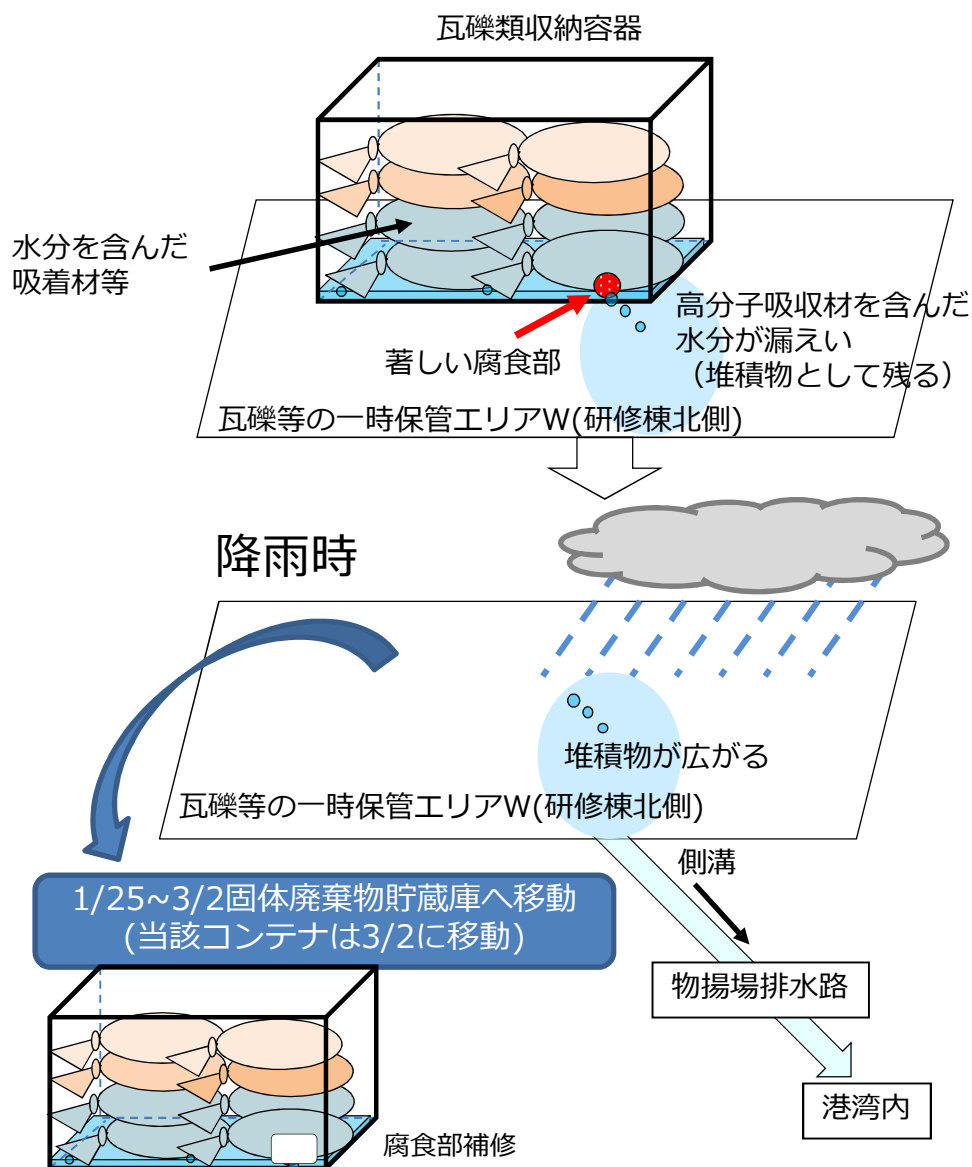 瓦礫類収納容器
水分を含んだ
吸着材等
高分子吸収材を含んだ
水分が漏えい
（堆積物として残る）
著しい腐食部
瓦礫等の一時保管エリアW(研修棟北側)
降雨時
堆積物が広がる
瓦礫等の一時保管エリアW(研修棟北側)
側溝
1/25~3/2固体廃棄物貯蔵庫へ移動
(当該コンテナは3/2に移動)
物揚場排水路
港湾内
腐食部補修